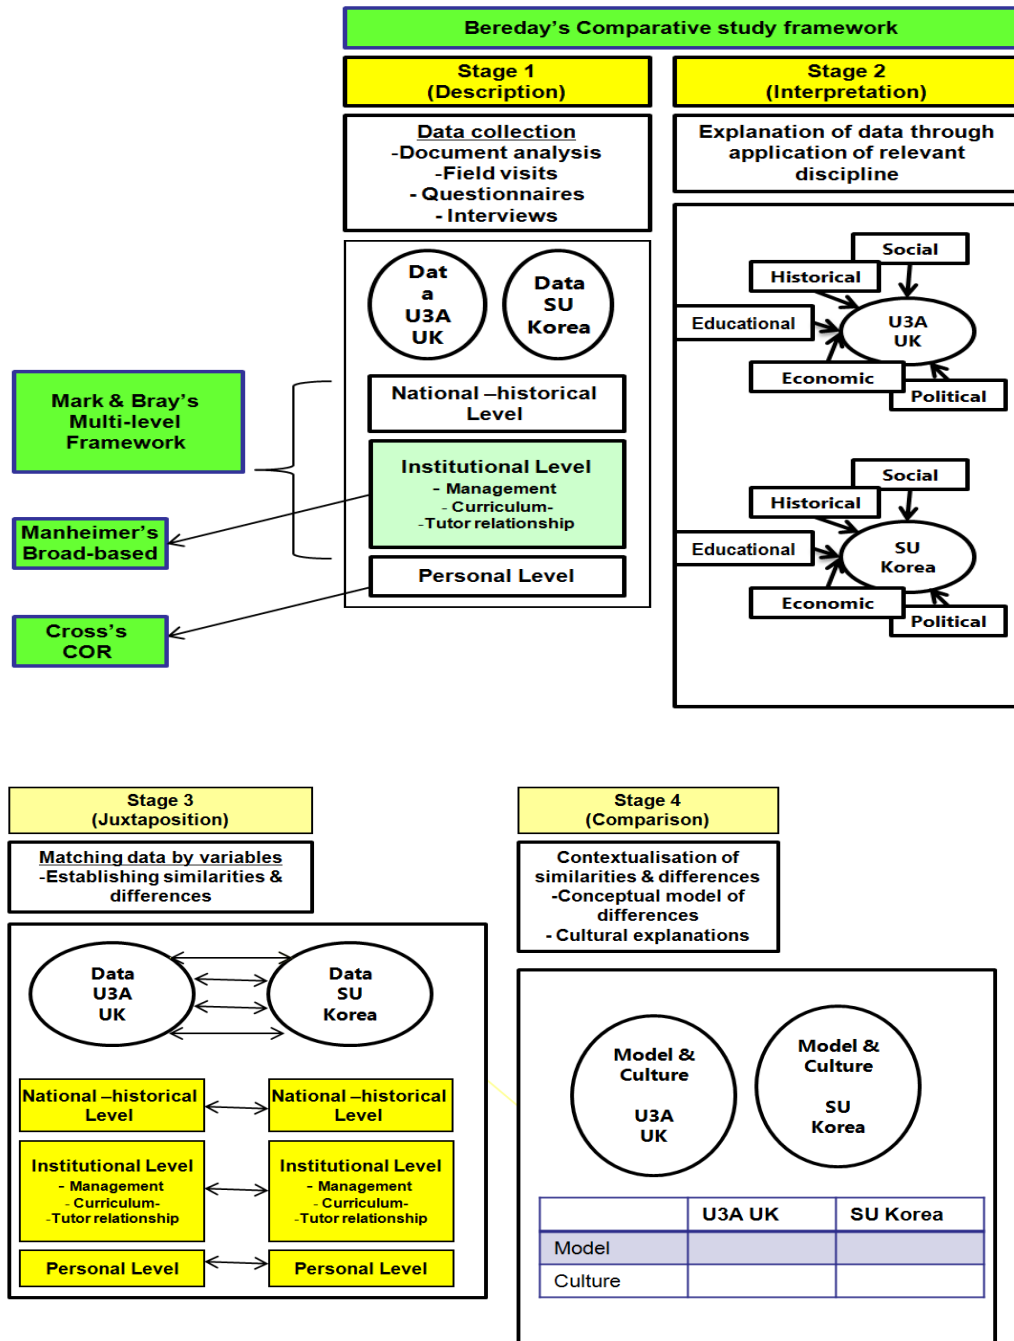 Bereday's Comparative study framework
Stage 1
(Description)
Stage 2
(Interpretation)
Data collection
-Document analysis
-Field visits
- Questionnaires
- Interviews
Explanation of data through
application of relevant
discipline
Dat
a
U3A
UK
Data
SU
Korea
Social
Historical
Educational
U3A
UK
Economic
Political
Mark & Bray's
Multi-level
Framework
National –historical
Level
Institutional Level
- Management
- Curriculum-
-Tutor relationship
Personal Level
Manheimer's
Broad-based
Cross's
COR
Social
Historical
Educational
SU
Korea
Economic
Political
Stage 3
(Juxtaposition)
Matching data by variables
-Establishing similarities &
differences
Data
U3A
UK
Data
SU
Korea
National –historical
Level
National –historical
Level
Institutional Level
- Management
- Curriculum-
-Tutor relationship
Institutional Level
- Management
- Curriculum-
-Tutor relationship
Personal Level
Personal Level
Stage 4
(Comparison)
Contextualisation of
similarities & differences
-Conceptual model of
differences
- Cultural explanations
Model &
Culture
U3A
UK
Model &
Culture
SU
Korea
U3A UK SU Korea
Model
Culture